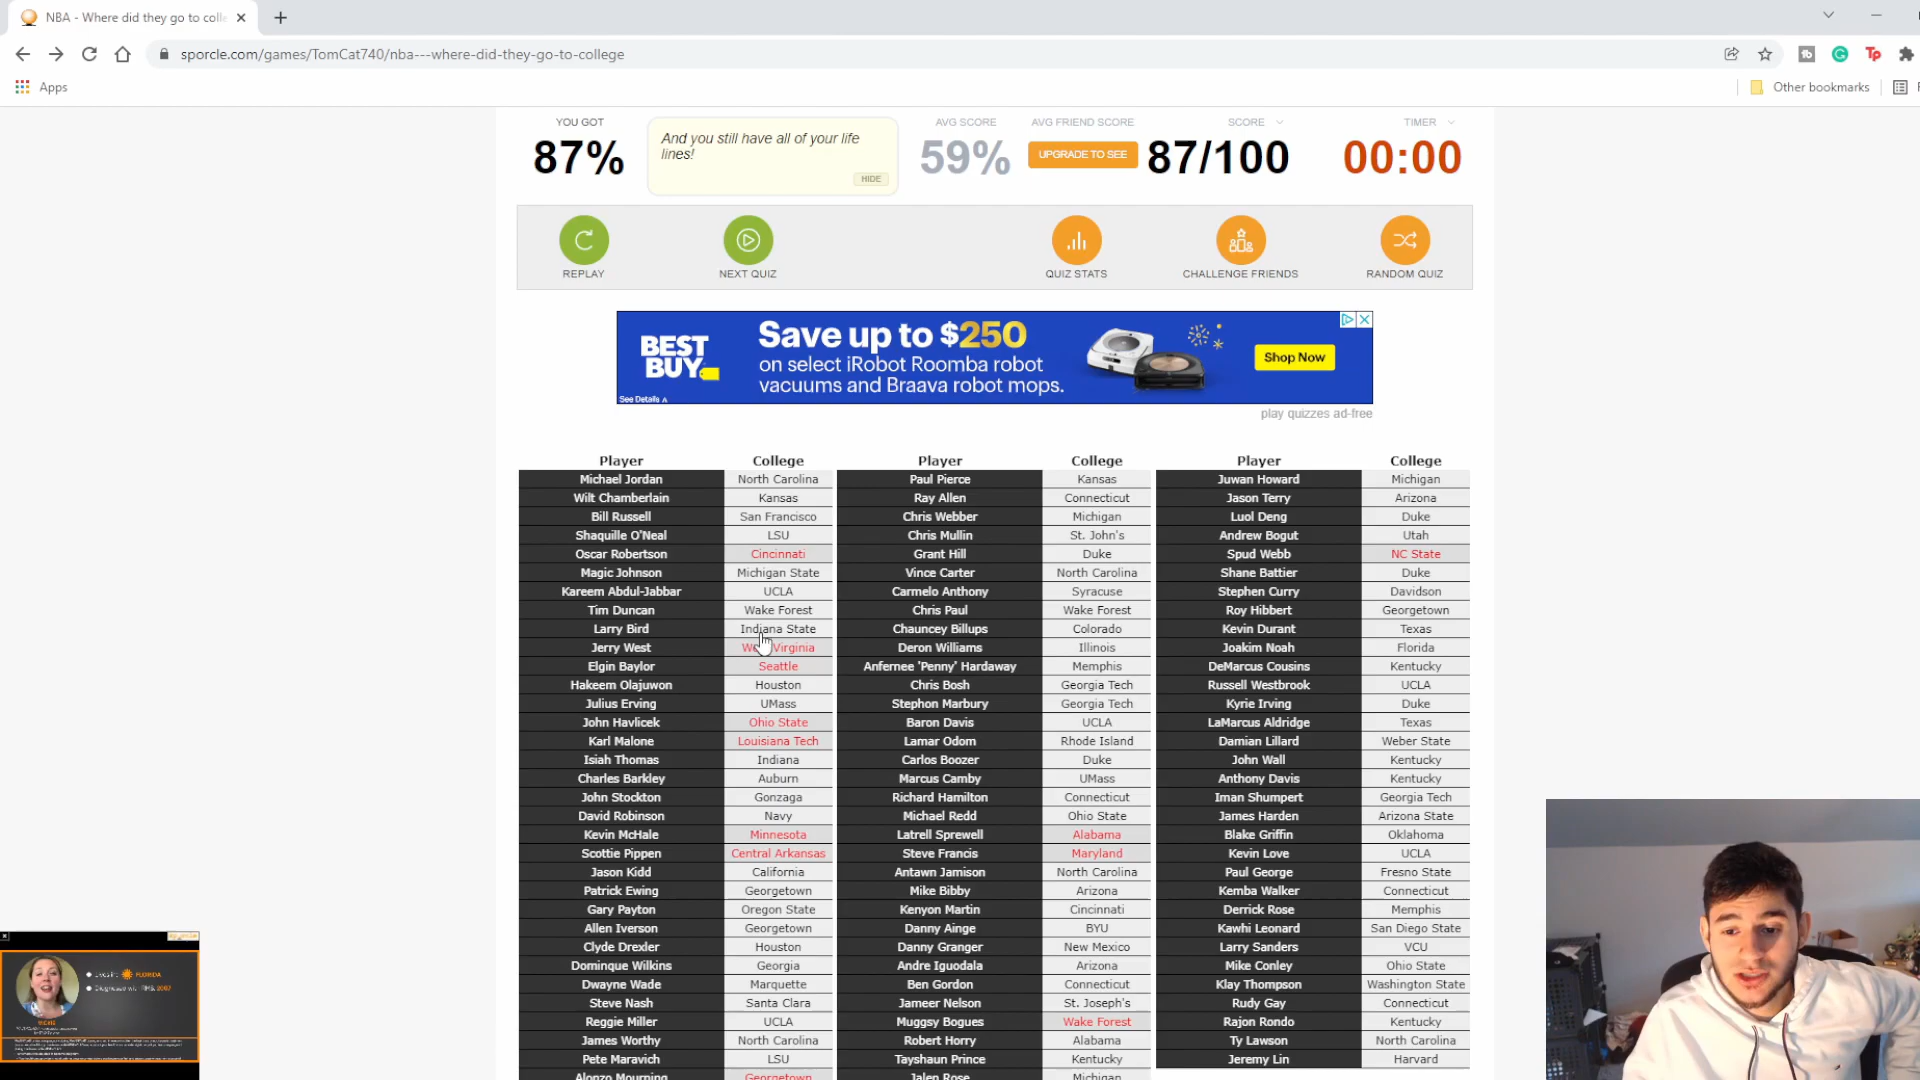 NBA - Where did they go to coll
sporcle.com/games/TomCat740/nba---where-did-they-go-to-college
Apps
Other bookmarks
YOU GOT
87%
And you still have all of your life
lines!
HIDE
AVG SCORE
59%
AVG FRIEND SCORE
UPGRADE TO SEE
SCORE
87/100
TIMER
00:00
REPLAY
NEXT QUIZ
QUIZ STATS
CHALLENGE FRIENDS
RANDOM QUIZ
BEST
BUY
See Details
Save up to $250
on select iRobot Roomba robot
vacuums and Braava robot mops.
Shop Now
play quizzes ad-free
Player College Player College Player College
Michael Jordan North Carolina Paul Pierce Kansas Juwan Howard Michigan
Wilt Chamberlain Kansas Ray Allen Connecticut Jason Terry Arizona
Bill Russell San Francisco Chris Webber Michigan Luol Deng Duke
Shaquille O'Neal LSU Chris Mullin St. John's Andrew Bogut Utah
Oscar Robertson Cincinnati Grant Hill Duke Spud Webb NC State
Magic Johnson Michigan State Vince Carter North Carolina Shane Battier Duke
Kareem Abdul-Jabbar UCLA Carmelo Anthony Syracuse Stephen Curry Davidson
Tim Duncan Wake Forest Chris Paul Wake Forest Roy Hibbert Georgetown
Larry Bird Indiana State Chauncey Billups Colorado Kevin Durant Texas
Jerry West West Virginia Deron Williams Illinois Joakim Noah Florida
Elgin Baylor Seattle Anfernee 'Penny' Hardaway Memphis DeMarcus Cousins Kentucky
Hakeem Olajuwon Houston Chris Bosh Georgia Tech Russell Westbrook UCLA
Julius Erving UMass Stephon Marbury Georgia Tech Kyrie Irving Duke
John Havlicek Ohio State Baron Davis UCLA LaMarcus Aldridge Texas
Karl Malone Louisiana Tech Lamar Odom Rhode Island Damian Lillard Weber State
Isiah Thomas Indiana Carlos Boozer Duke John Wall Kentucky
Charles Barkley Auburn Marcus Camby UMass Anthony Davis Kentucky
John Stockton Gonzaga Richard Hamilton Connecticut Iman Shumpert Georgia Tech
David Robinson Navy Michael Redd Ohio State James Harden Arizona State
Kevin McHale Minnesota Latrell Sprewell Alabama Blake Griffin Oklahoma
Scottie Pippen Central Arkansas Steve Francis Maryland Kevin Love UCLA
Jason Kidd California Antawn Jamison North Carolina Paul George Fresno State
Patrick Ewing Georgetown Mike Bibby Arizona Kemba Walker Connecticut
Gary Payton Oregon State Kenyon Martin Cincinnati Derrick Rose Memphis
Allen Iverson Georgetown Danny Ainge BYU Kawhi Leonard San Diego State
Clyde Drexler Houston Danny Granger New Mexico Larry Sanders VCU
Dominque Wilkins Georgia Andre Iguodala Arizona Mike Conley Ohio State
Dwayne Wade Marquette Ben Gordon Connecticut Klay Thompson Washington State
Steve Nash Santa Clara Jameer Nelson St. Joseph's Rudy Gay Connecticut
Reggie Miller UCLA Muggsy Bogues Wake Forest Rajon Rondo Kentucky
James Worthy North Carolina Robert Horry Alabama Ty Lawson North Carolina
Pete Maravich LSU Tayshaun Prince Kentucky Jeremy Lin Harvard
Alonzo Mourning Georgetown Jalen Rose Michigan
FLORIDA